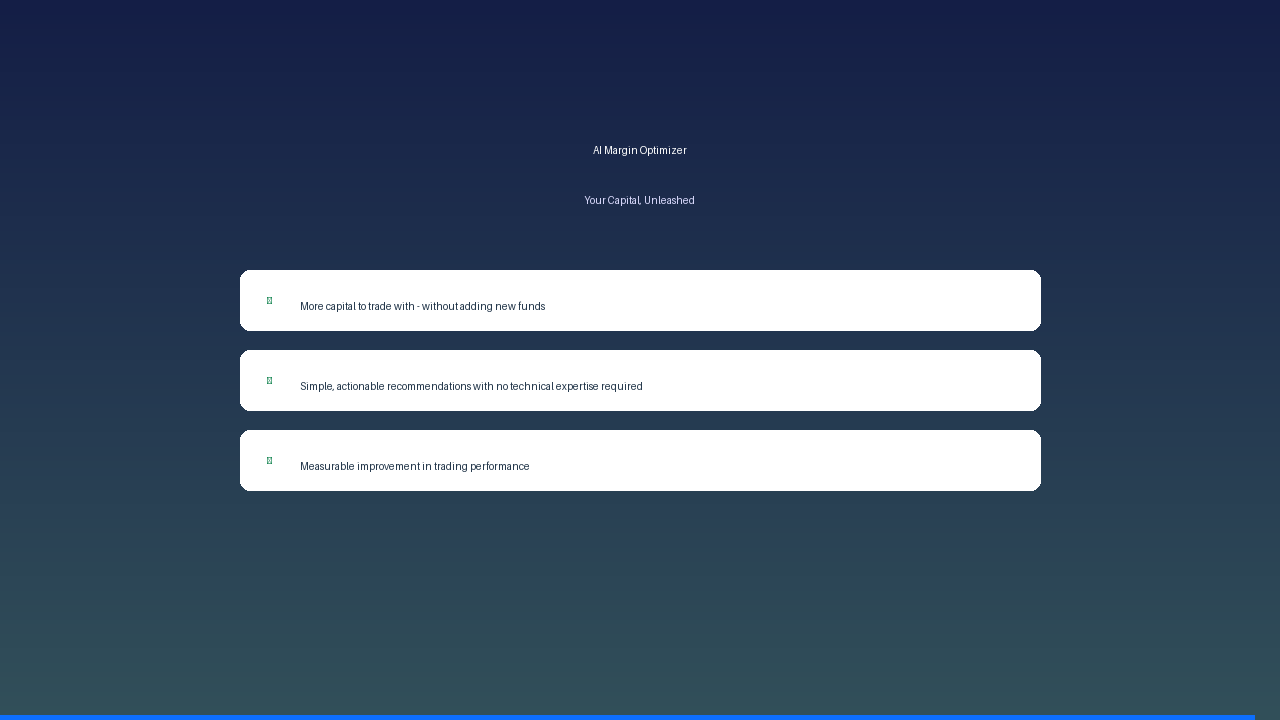 AI Margin Optimizer
Your Capital, Unleashed
More capital to trade with - without adding new funds
Simple, actionable recommendations with no technical expertise required
Measurable improvement in trading performance